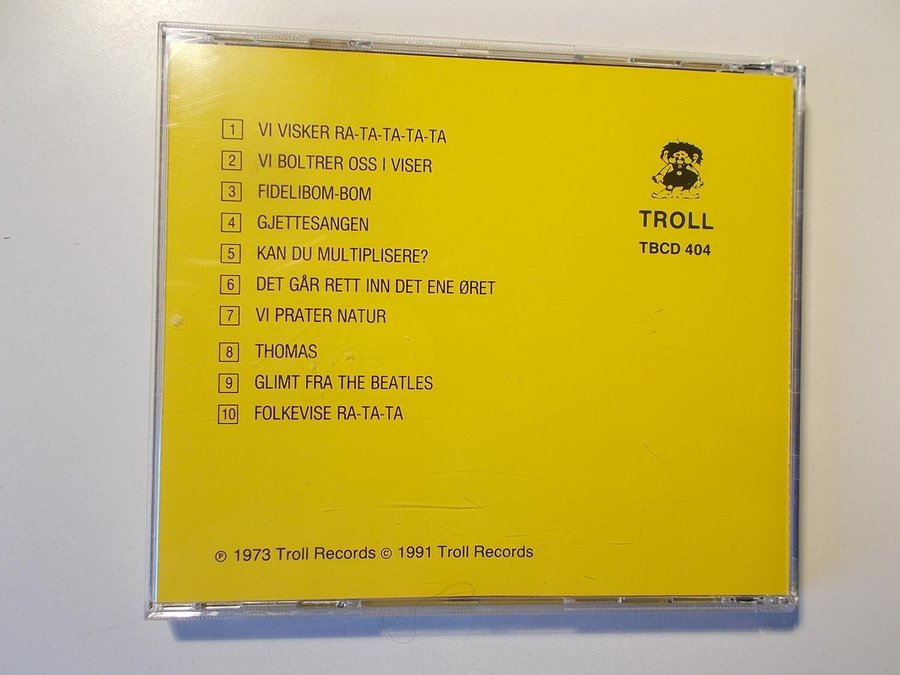 1 VI VISKER RA-TA-TA-TA-TA
2 VI BOLTRER OSS I VISER
3 FIDELIBOM-BOM
4 GJETTESANGEN
5 KAN DU MULTIPLISERE?
6 DET GÅR RETT INN DET ENE ØRET
7 VI PRATER NATUR
8 THOMAS
9 GLIMT FRA THE BEATLES
10 FOLKEVISE RA-TA-TA
TROLL
TBCD 404
℗ 1973 Troll Records © 1991 Troll Records